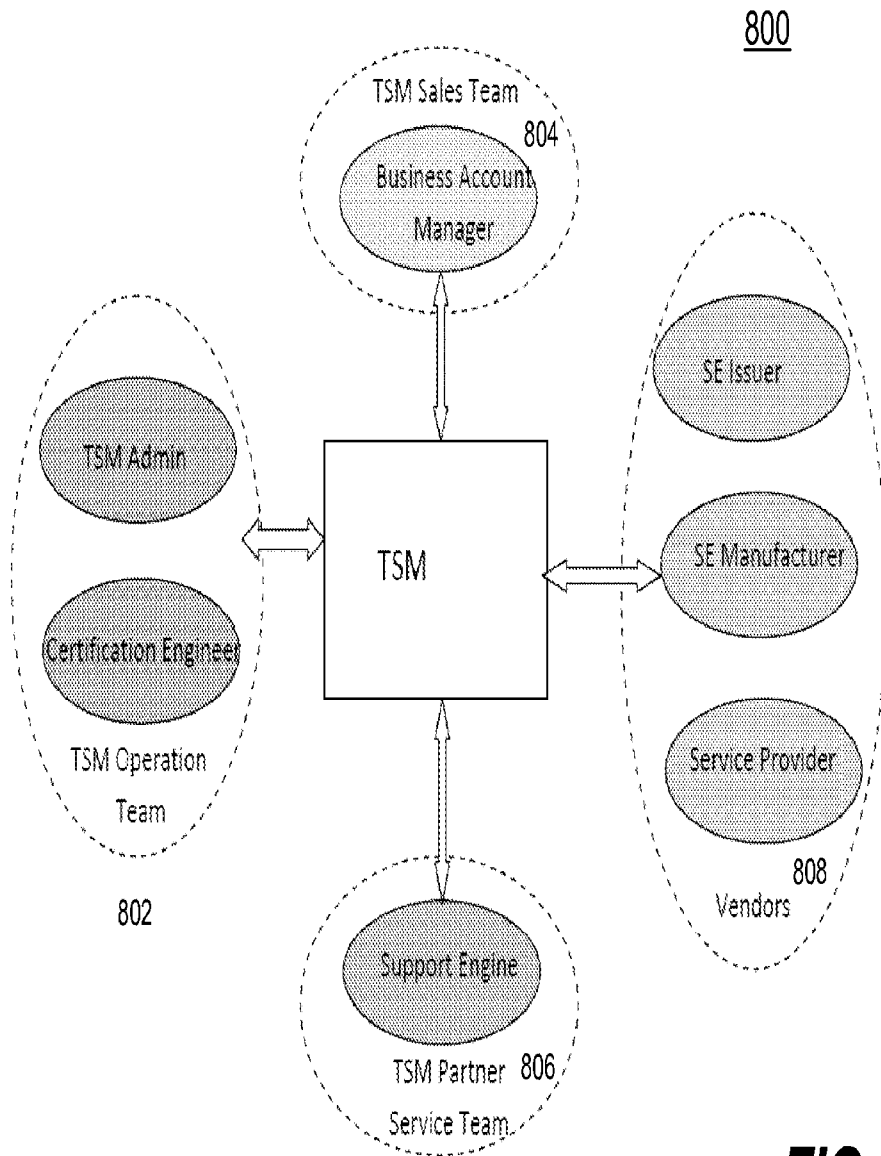 800
TSM Sales Team
804
Business Account
Manager
SE Issuer
TSM Admin
TSM
SE Manufacturer
Certification Engineer
TSM Operation
Team
802
Service Provider
808
Vendors
Support Engine
TSM Partner
806
Service Team